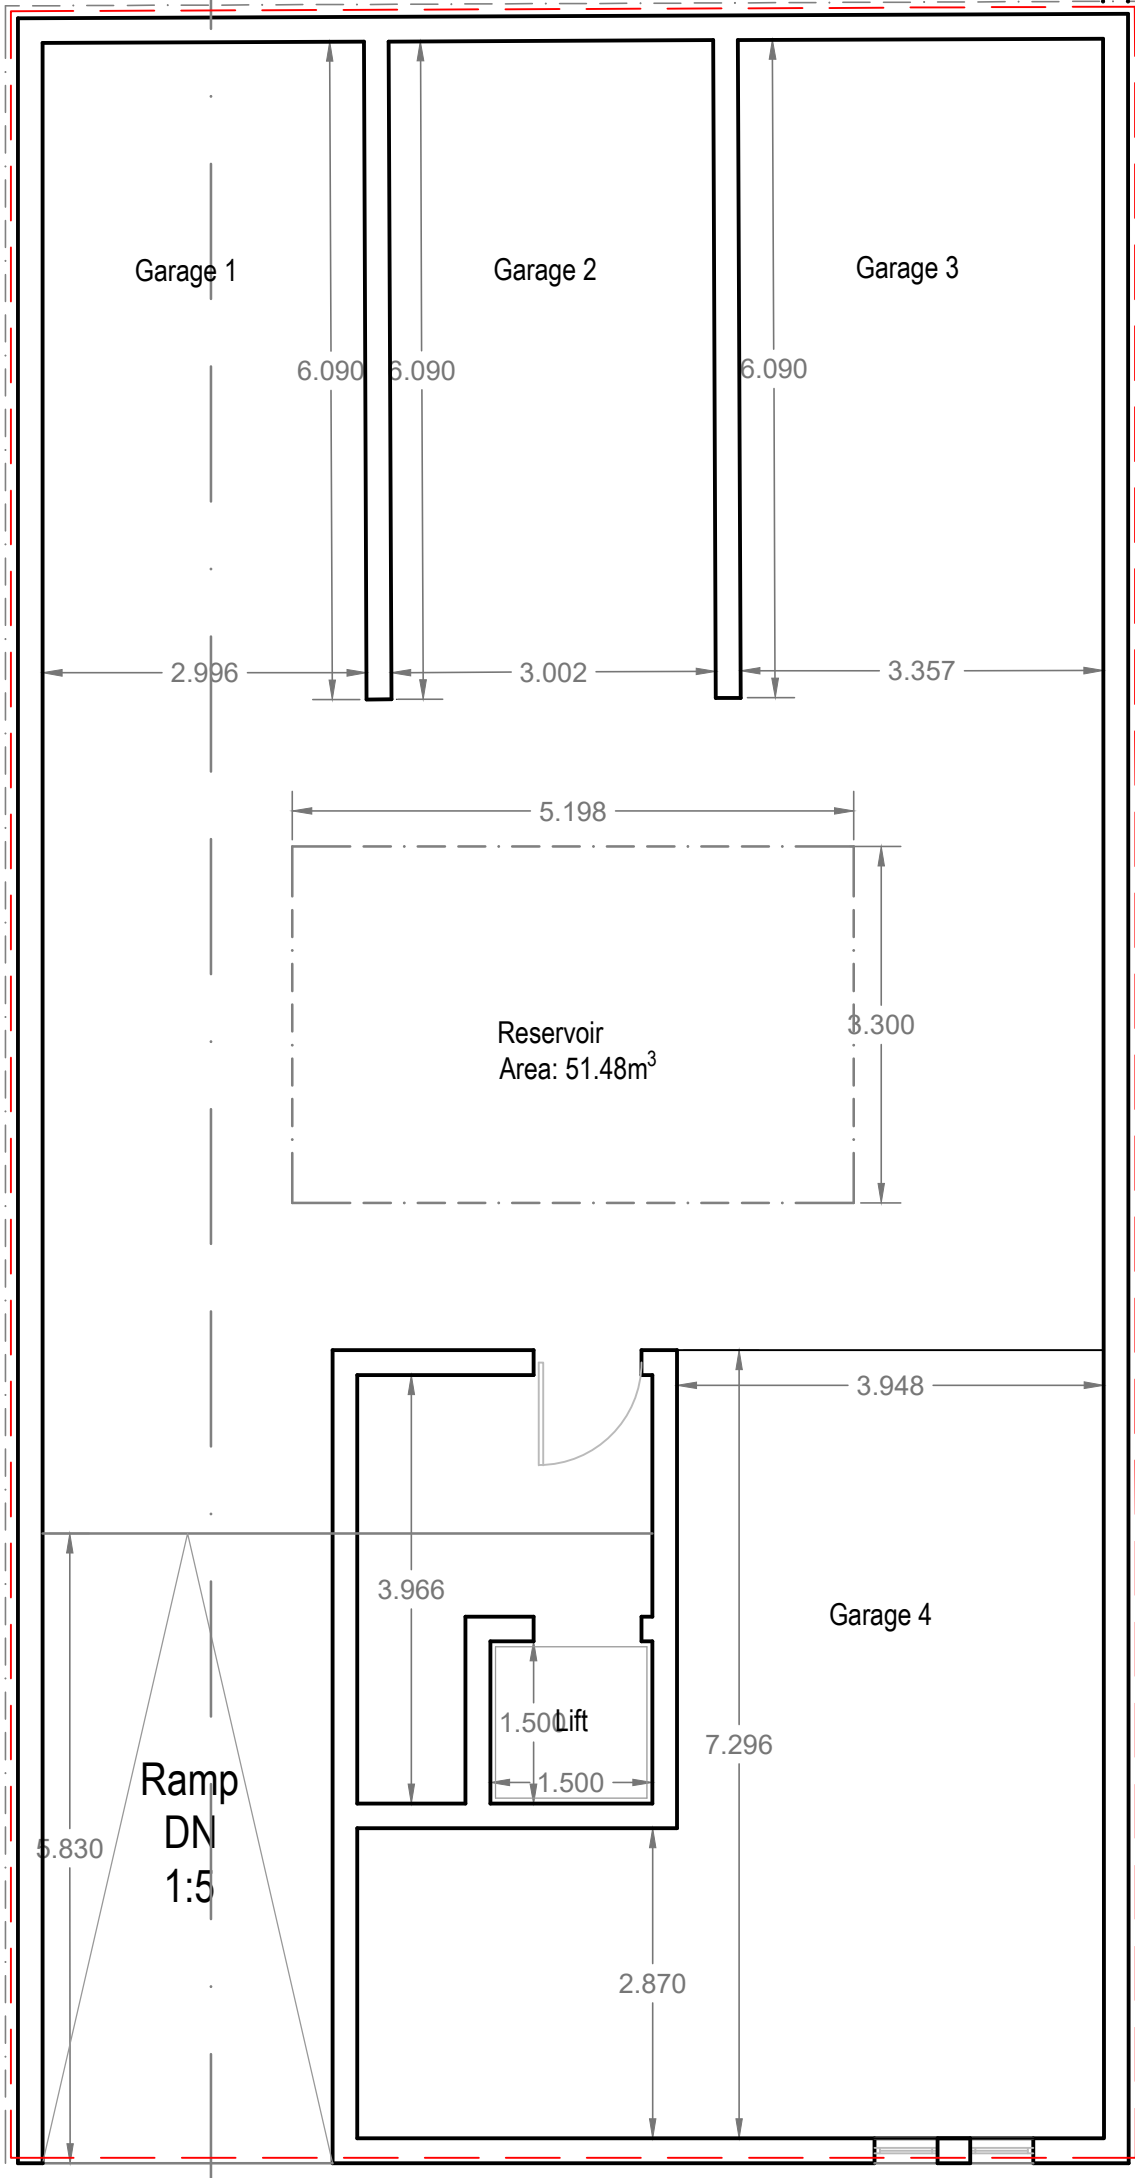 Garage 1
Garage 2
Garage 3
6.090
6.090
6.090
2.996
3.002
3.357
5.198
3.300
Reservoir
Area: 51.48m³
3.948
3.966
Garage 4
1.500
Lift
7.296
1.500
Ramp
DN
1:5
5.830
2.870